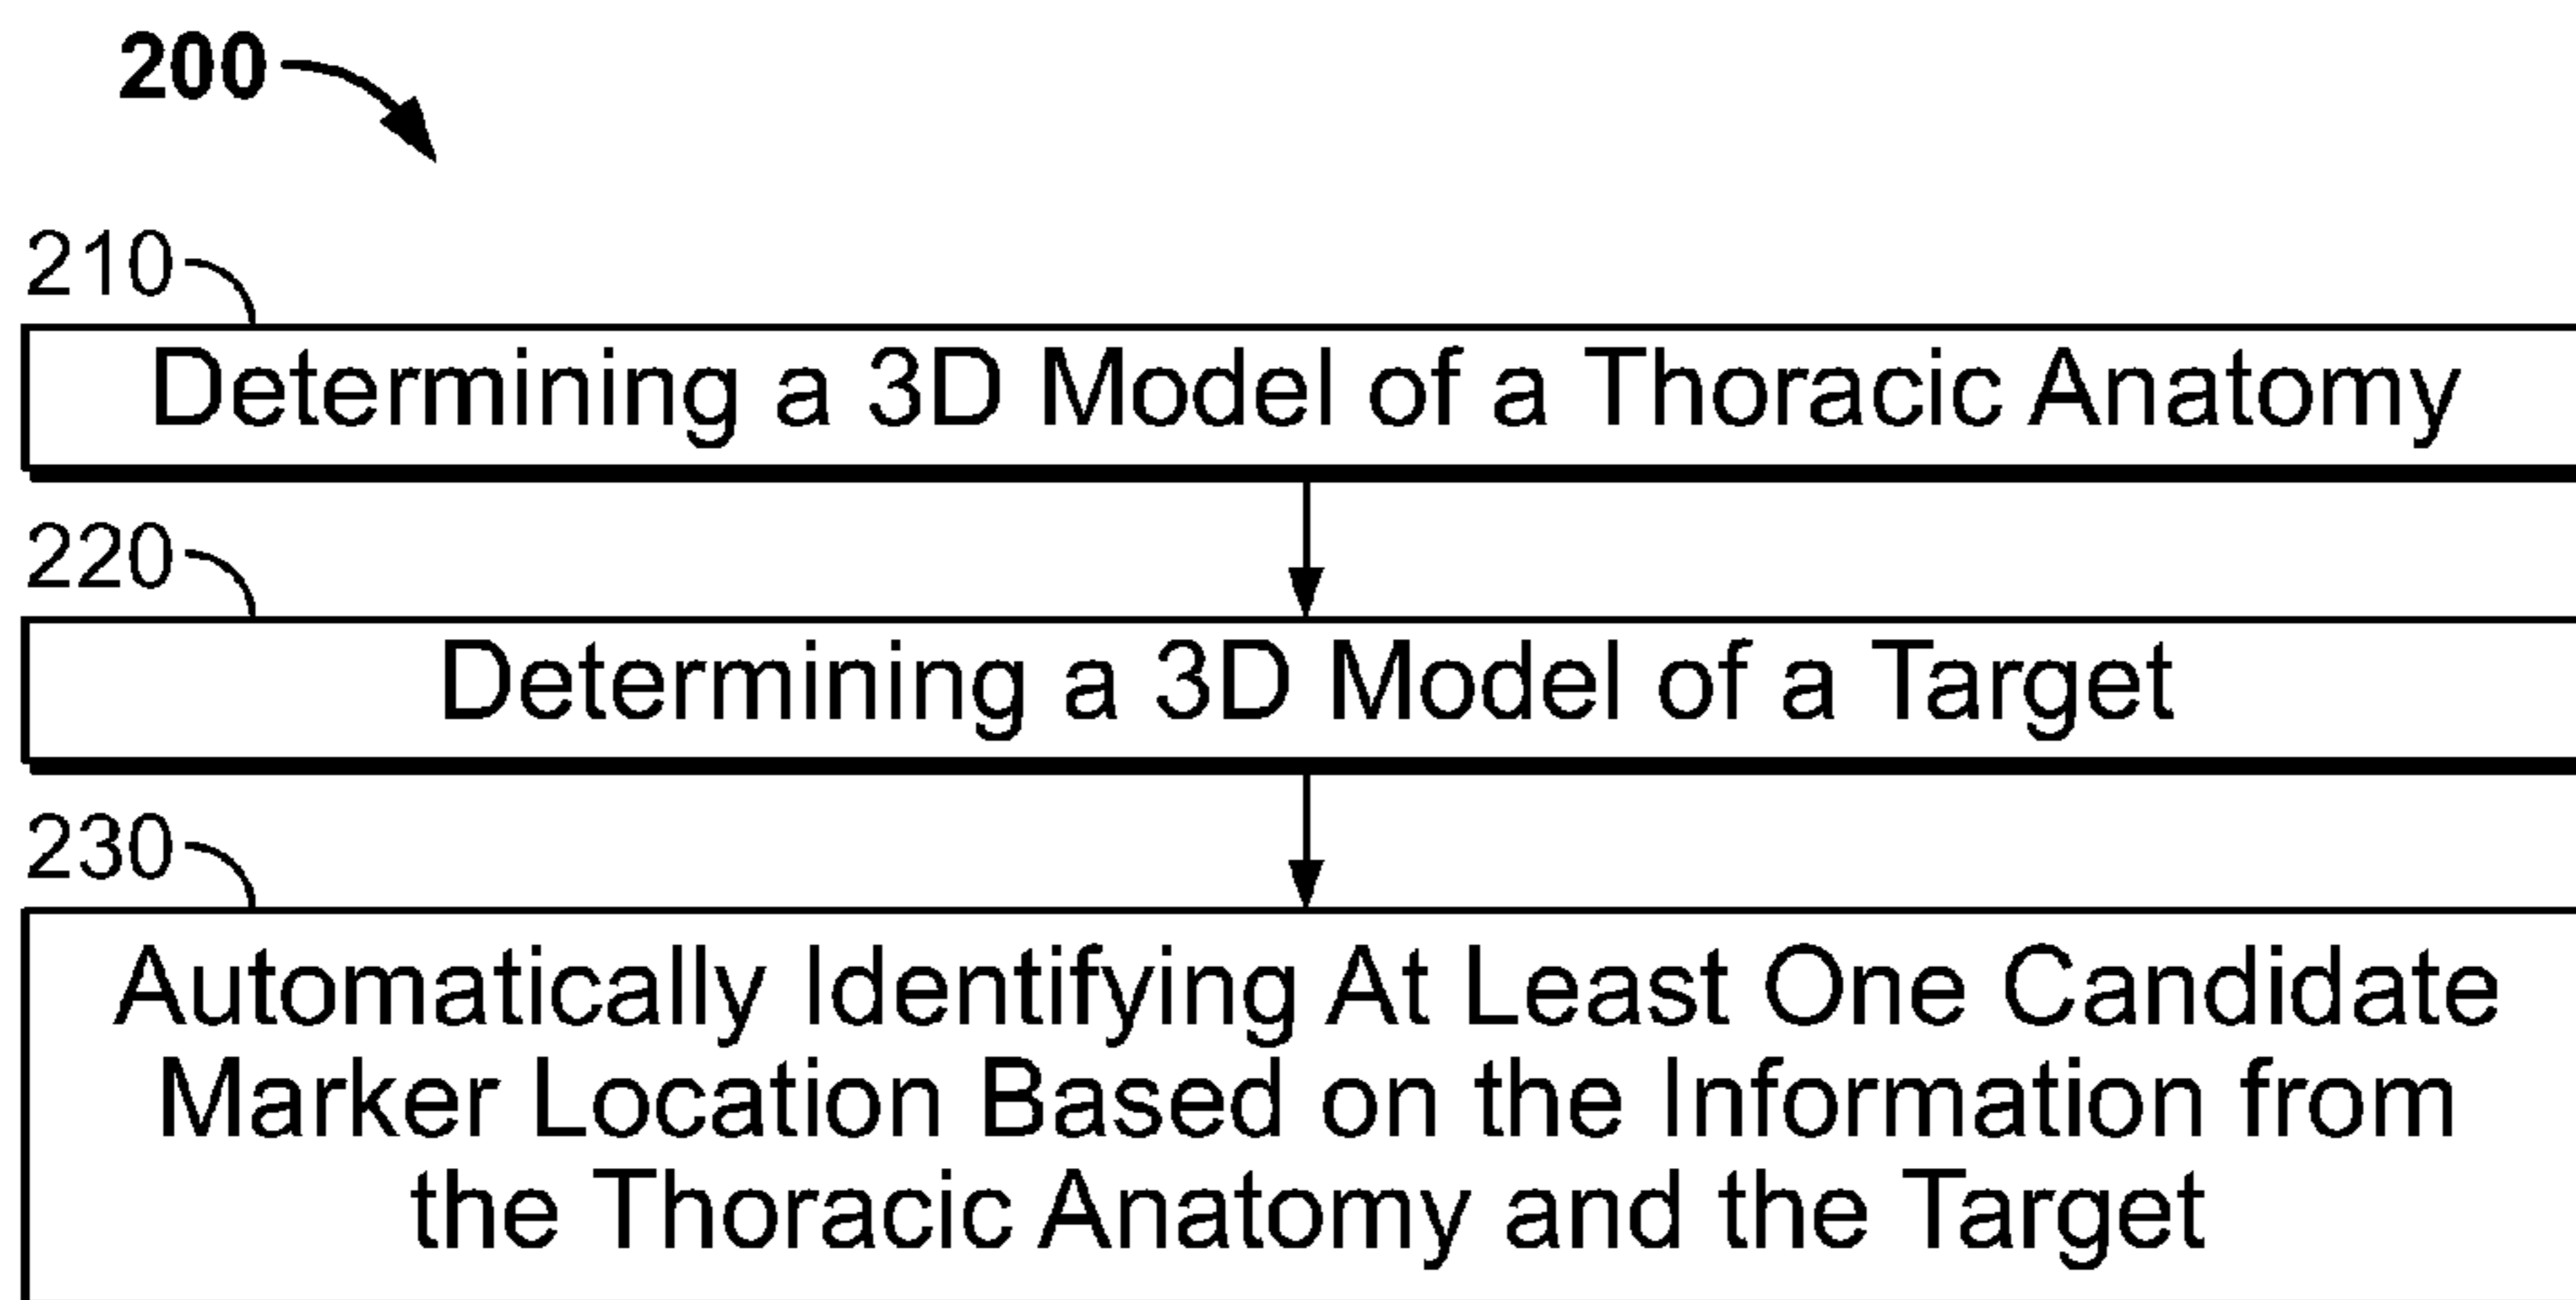 200
210
Determining a 3D Model of a Thoracic Anatomy
220
Determining a 3D Model of a Target
230
Automatically Identifying At Least One Candidate
Marker Location Based on the Information from
the Thoracic Anatomy and the Target